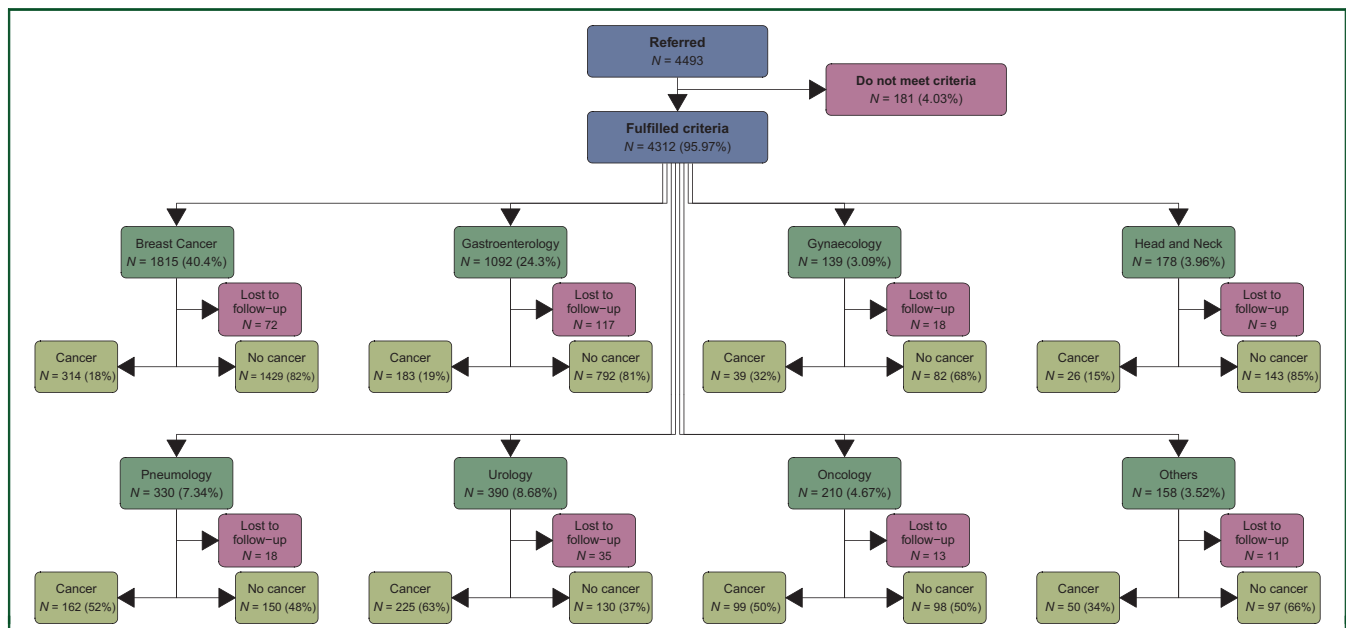 Referred
N = 4493
Do not meet criteria
N = 181 (4.03%)
Fulfilled criteria
N = 4312 (95.97%)
Breast Cancer
N = 1815 (40.4%)
Lost to
follow−up
N = 72
Cancer
N = 314 (18%)
No cancer
N = 1429 (82%)
Gastroenterology
N = 1092 (24.3%)
Lost to
follow−up
N = 117
Cancer
N = 183 (19%)
No cancer
N = 792 (81%)
Gynaecology
N = 139 (3.09%)
Lost to
follow−up
N = 18
Cancer
N = 39 (32%)
No cancer
N = 82 (68%)
Head and Neck
N = 178 (3.96%)
Lost to
follow−up
N = 9
Cancer
N = 26 (15%)
No cancer
N = 143 (85%)
Pneumology
N = 330 (7.34%)
Lost to
follow−up
N = 18
Cancer
N = 162 (52%)
No cancer
N = 150 (48%)
Urology
N = 390 (8.68%)
Lost to
follow−up
N = 35
Cancer
N = 225 (63%)
No cancer
N = 130 (37%)
Oncology
N = 210 (4.67%)
Lost to
follow−up
N = 13
Cancer
N = 99 (50%)
No cancer
N = 98 (50%)
Others
N = 158 (3.52%)
Lost to
follow−up
N = 11
Cancer
N = 50 (34%)
No cancer
N = 97 (66%)